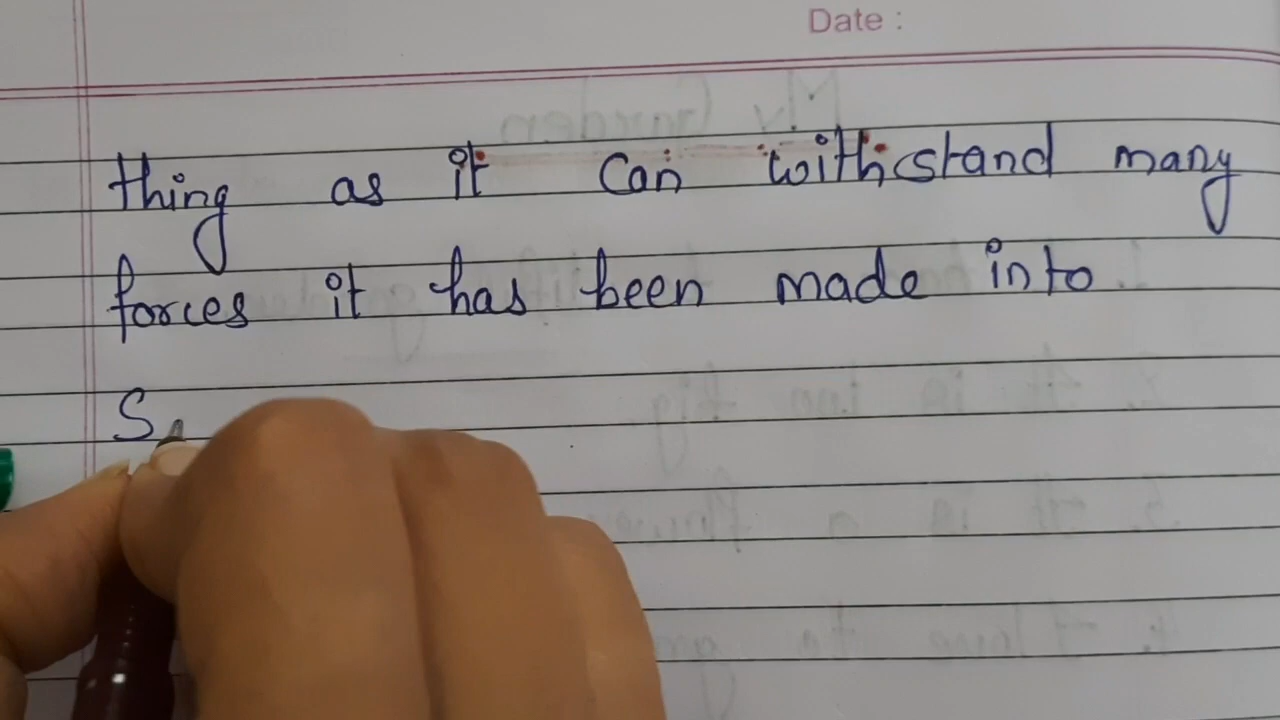 Date :
thing as it can withstand many
forces it has been made into
S